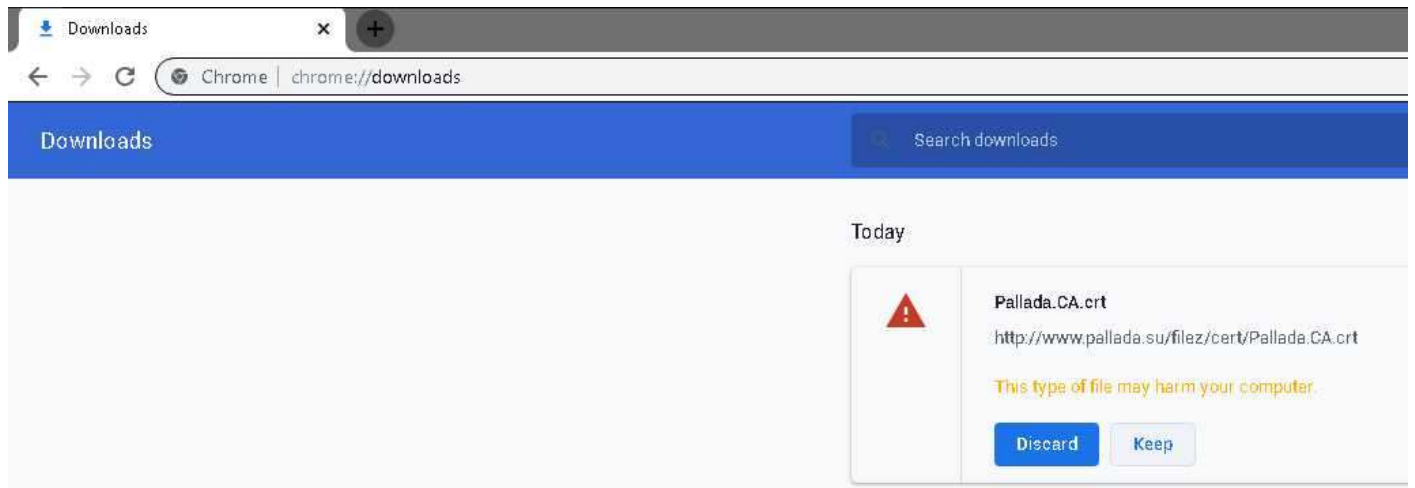 Downloads
Chrome | chrome://downloads
Downloads
Search downloads
Today
Pallada.CA.crt
http://www.pallada.su/filez/cert/Pallada.CA.crt
This type of file may harm your computer.
Discard Keep